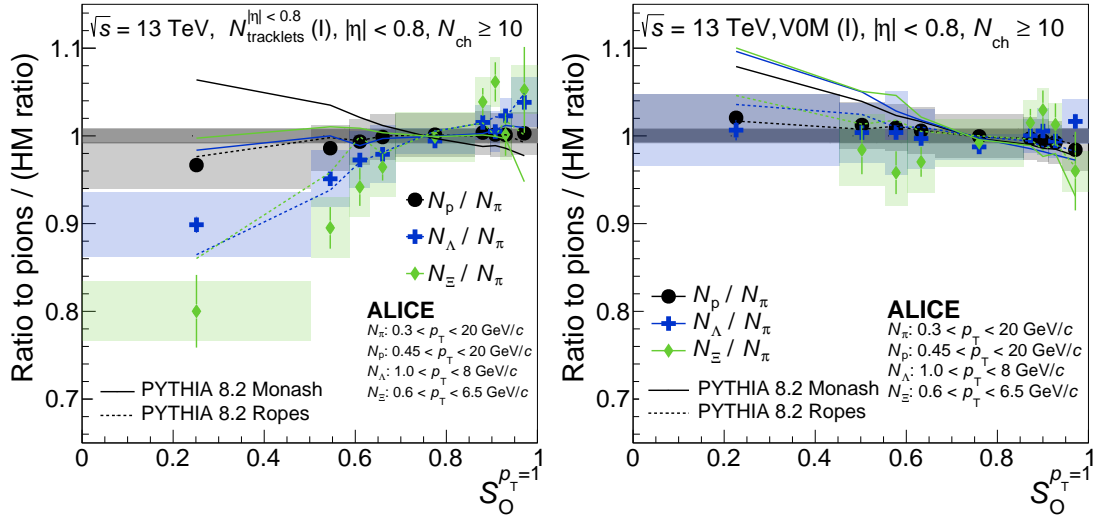 √s = 13 TeV, N_tracklets^|η| < 0.8 (I), |η| < 0.8, N_ch ≥ 10
Ratio to pions / (HM ratio)
1.1
1
0.9
0.8
0.7
N_p / N_π
N_Λ / N_π
N_Ξ / N_π
ALICE
N_π: 0.3 < p_T < 20 GeV/c
N_p: 0.45 < p_T < 20 GeV/c
N_Λ: 1.0 < p_T < 8 GeV/c
N_Ξ: 0.6 < p_T < 6.5 GeV/c
PYTHIA 8.2 Monash
PYTHIA 8.2 Ropes
0 0.2 0.4 0.6 0.8 1
S_O^{p_T=1}
√s = 13 TeV,V0M (I), |η| < 0.8, N_ch ≥ 10
Ratio to pions / (HM ratio)
1.1
1
0.9
0.8
0.7
N_p / N_π
N_Λ / N_π
N_Ξ / N_π
ALICE
N_π: 0.3 < p_T < 20 GeV/c
N_p: 0.45 < p_T < 20 GeV/c
N_Λ: 1.0 < p_T < 8 GeV/c
N_Ξ: 0.6 < p_T < 6.5 GeV/c
PYTHIA 8.2 Monash
PYTHIA 8.2 Ropes
0 0.2 0.4 0.6 0.8 1
S_O^{p_T=1}